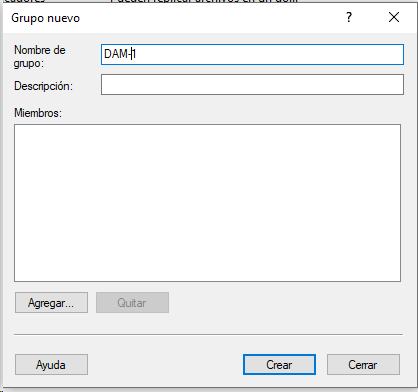 Grupo nuevo
?
Nombre de
grupo:
DAM-1
Descripción:
Miembros:
Agregar...
Quitar
Ayuda
Crear
Cerrar